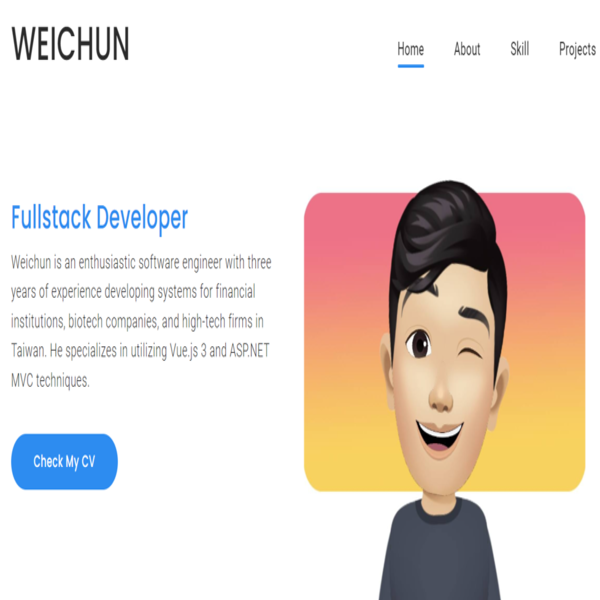 WEICHUN
Home About Skill Projects
Fullstack Developer
Weichun is an enthusiastic software engineer with three
years of experience developing systems for financial
institutions, biotech companies, and high-tech firms in
Taiwan. He specializes in utilizing Vue.js 3 and ASP.NET
MVC techniques.
Check My CV